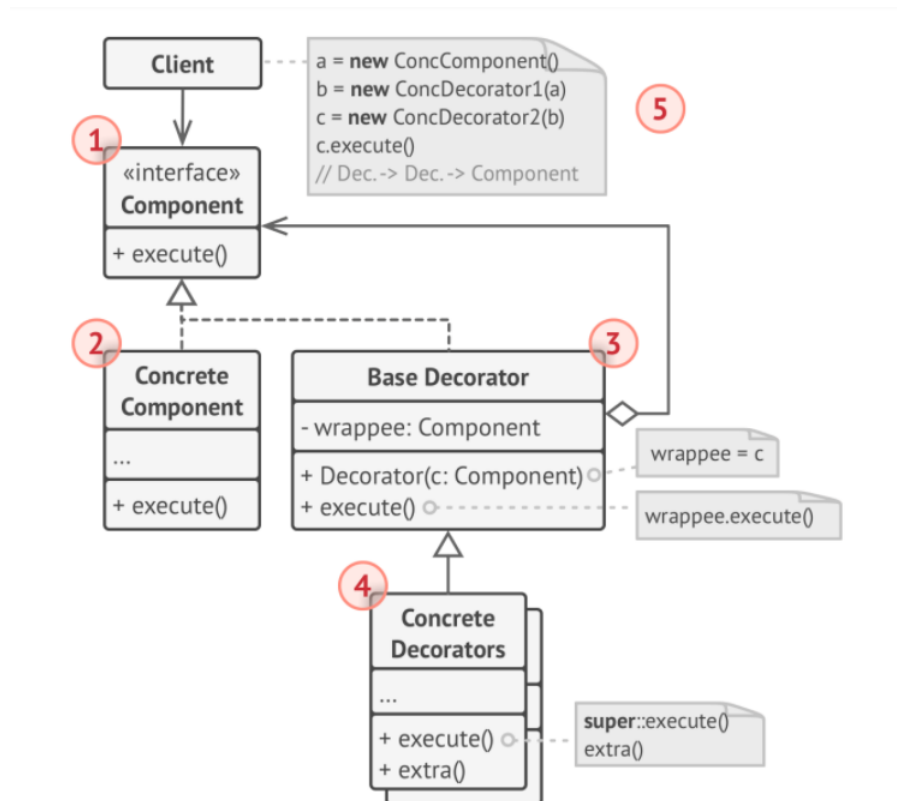 Client
a = new ConcComponent()
b = new ConcDecorator1(a)
c = new ConcDecorator2(b)
c.execute()
// Dec.-> Dec.-> Component
5
1
«interface»
Component
+ execute()
2
Concrete
Component
...
+ execute()
3
Base Decorator
- wrappee: Component
+ Decorator(c: Component)
+ execute()
wrappee = c
wrappee.execute()
4
Concrete
Decorators
...
+ execute()
+ extra()
super::execute()
extra()